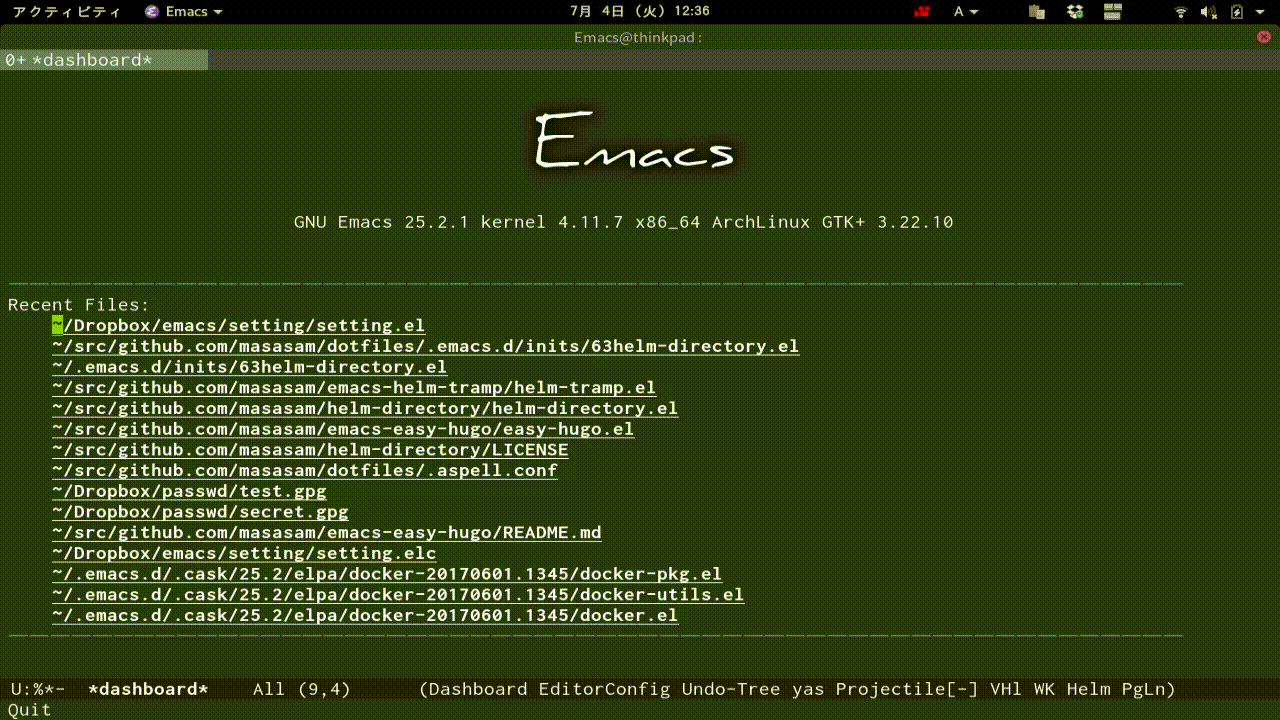 アクティビティ Emacs 7月 4日 (火) 12:36 A
Emacs@thinkpad:
0+ *dashboard*
Emacs
GNU Emacs 25.2.1 kernel 4.11.7 x86_64 ArchLinux GTK+ 3.22.10
Recent Files:
~/Dropbox/emacs/setting/setting.el
~/src/github.com/masasam/dotfiles/.emacs.d/inits/63helm-directory.el
~/.emacs.d/inits/63helm-directory.el
~/src/github.com/masasam/emacs-helm-tramp/helm-tramp.el
~/src/github.com/masasam/helm-directory/helm-directory.el
~/src/github.com/masasam/emacs-easy-hugo/easy-hugo.el
~/src/github.com/masasam/helm-directory/LICENSE
~/src/github.com/masasam/dotfiles/.aspell.conf
~/Dropbox/passwd/test.gpg
~/Dropbox/passwd/secret.gpg
~/src/github.com/masasam/emacs-easy-hugo/README.md
~/Dropbox/emacs/setting/setting.elc
~/.emacs.d/.cask/25.2/elpa/docker-20170601.1345/docker-pkg.el
~/.emacs.d/.cask/25.2/elpa/docker-20170601.1345/docker-utils.el
~/.emacs.d/.cask/25.2/elpa/docker-20170601.1345/docker.el
U:%*- *dashboard* All (9,4) (Dashboard EditorConfig Undo-Tree yas Projectile[-] VHl WK Helm PgLn)
Quit